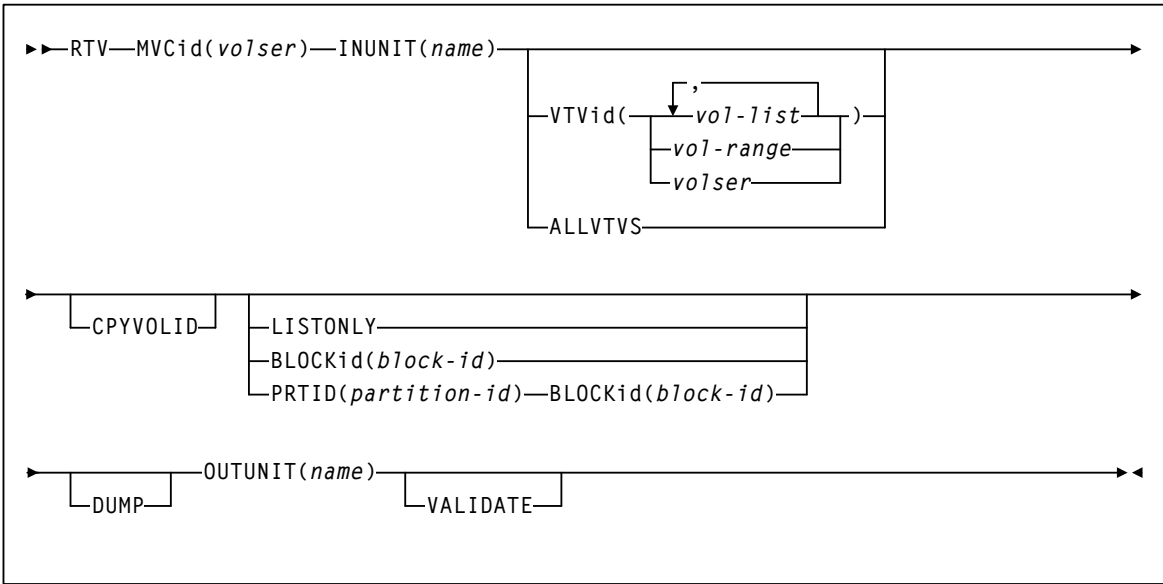 RTV MVCid(volser) INUNIT(name)
,
VTVid( vol-list )
vol-range
volser
ALLVTVS
CPYVOLID LISTONLY
BLOCKid(block-id)
PRTID(partition-id) BLOCKid(block-id)
OUTUNIT(name)
DUMP VALIDATE